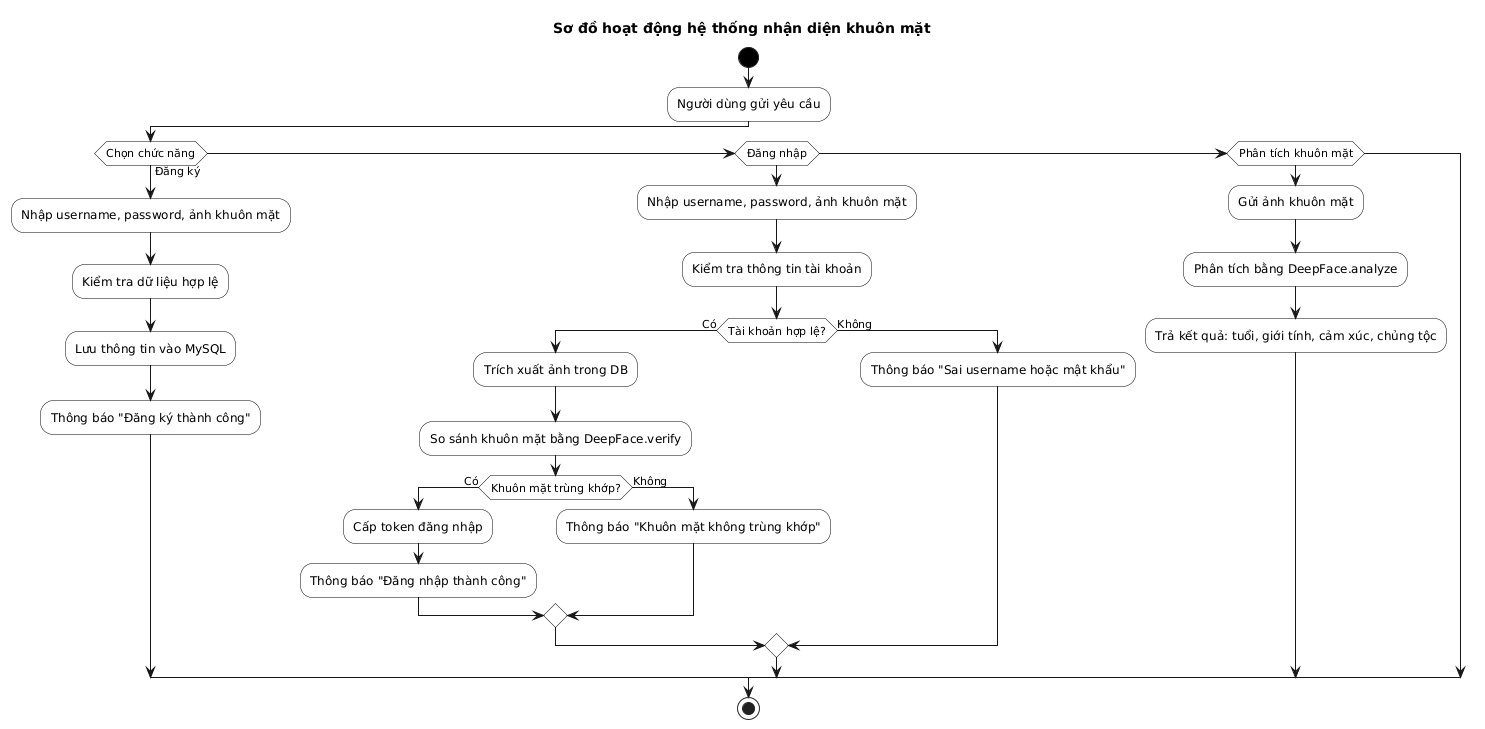 Sơ đồ hoạt động hệ thống nhận diện khuôn mặt
Người dùng gửi yêu cầu
Chọn chức năng
Đăng ký
Nhập username, password, ảnh khuôn mặt
Kiểm tra dữ liệu hợp lệ
Lưu thông tin vào MySQL
Thông báo "Đăng ký thành công"
Đăng nhập
Nhập username, password, ảnh khuôn mặt
Kiểm tra thông tin tài khoản
Tài khoản hợp lệ?
Có
Không
Trích xuất ảnh trong DB
So sánh khuôn mặt bằng DeepFace.verify
Khuôn mặt trùng khớp?
Có
Không
Cấp token đăng nhập
Thông báo "Đăng nhập thành công"
Thông báo "Khuôn mặt không trùng khớp"
Thông báo "Sai username hoặc mật khẩu"
Phân tích khuôn mặt
Gửi ảnh khuôn mặt
Phân tích bằng DeepFace.analyze
Trả kết quả: tuổi, giới tính, cảm xúc, chủng tộc